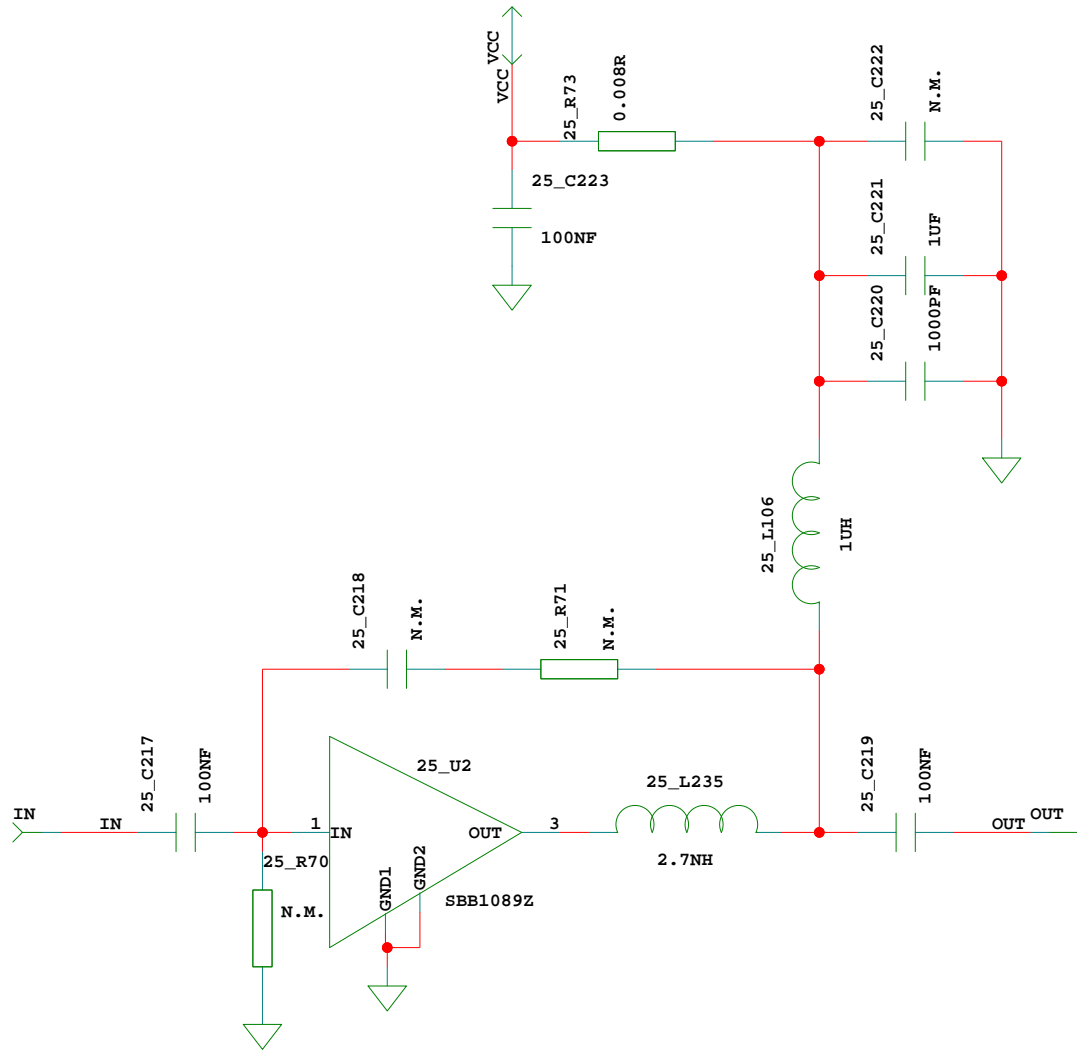 VCC
VCC
25_R73
0.008R
25_C222
N.M.
25_C223
100NF
25_C221
1UF
25_C220
1000PF
25_L106
1UH
25_C218
N.M.
25_R71
N.M.
25_C217
100NF
25_U2
25_L235
25_C219
100NF
IN
IN
1
IN
OUT
3
OUT
OUT
25_R70
N.M.
GND1
GND2
SBB1089Z
2.7NH